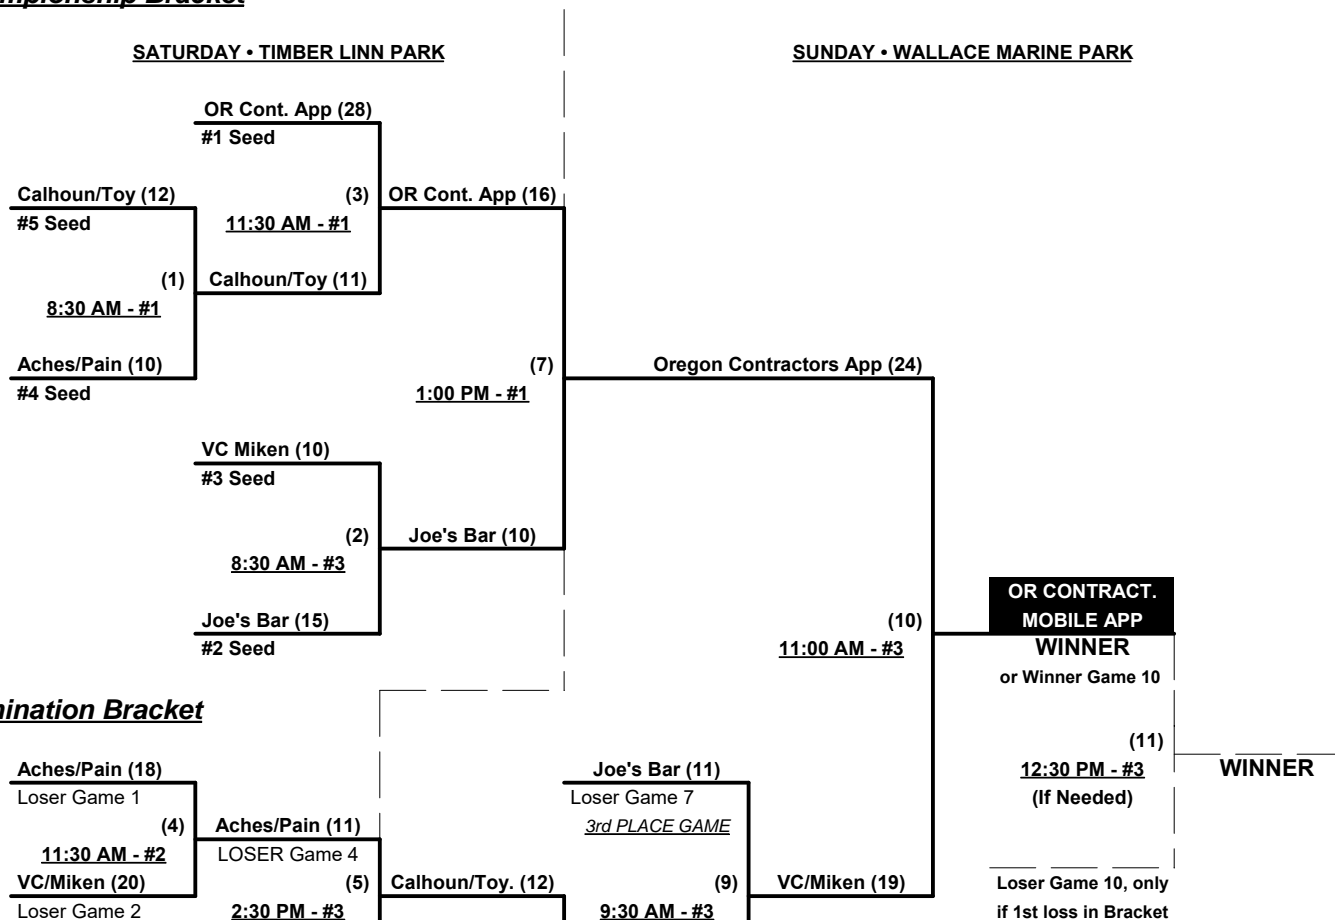 SATURDAY • TIMBER LINN PARK
SUNDAY • WALLACE MARINE PARK
OR Cont. App (28)
#1 Seed
Calhoun/Toy (12)
(3)
OR Cont. App (16)
#5 Seed
11:30 AM - #1
(1)
Calhoun/Toy (11)
8:30 AM - #1
Aches/Pain (10)
(7)
Oregon Contractors App (24)
#4 Seed
1:00 PM - #1
VC Miken (10)
#3 Seed
(2)
Joe's Bar (10)
8:30 AM - #3
OR CONTRACT.
MOBILE APP
Joe's Bar (15)
(10)
#2 Seed
11:00 AM - #3
WINNER
or Winner Game 10
Bracket
(11)
Aches/Pain (18)
Joe's Bar (11)
12:30 PM - #3
WINNER
Loser Game 1
Loser Game 7
(If Needed)
(4)
Aches/Pain (11)
3rd PLACE GAME
11:30 AM - #2
LOSER Game 4
VC/Miken (20)
(5)
Calhoun/Toy. (12)
(9)
VC/Miken (19)
Loser Game 10, only
Loser Game 2
2:30 PM - #3
9:30 AM - #3
if 1st loss in Bracket